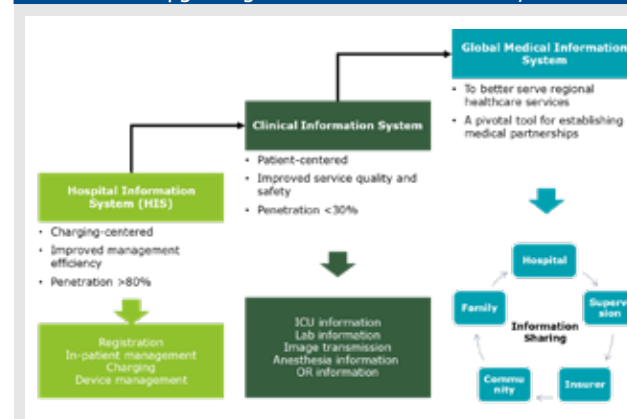 Global Medical Information
System
• To better serve regional
healthcare services
• A pivotal tool for establishing
medical partnerships
Clinical Information System
• Patient-centered
• Improved service quality and
safety
• Penetration <30%
Hospital Information
System (HIS)
• Charging-centered
• Improved management
efficiency
• Penetration >80%
Registration
In-patient management
Charging
Device management
ICU information
Lab information
Image transmission
Anesthesia information
OR information
Hospital
Family
Superv
sion
Information
Sharing
Commu
nity
Insurer